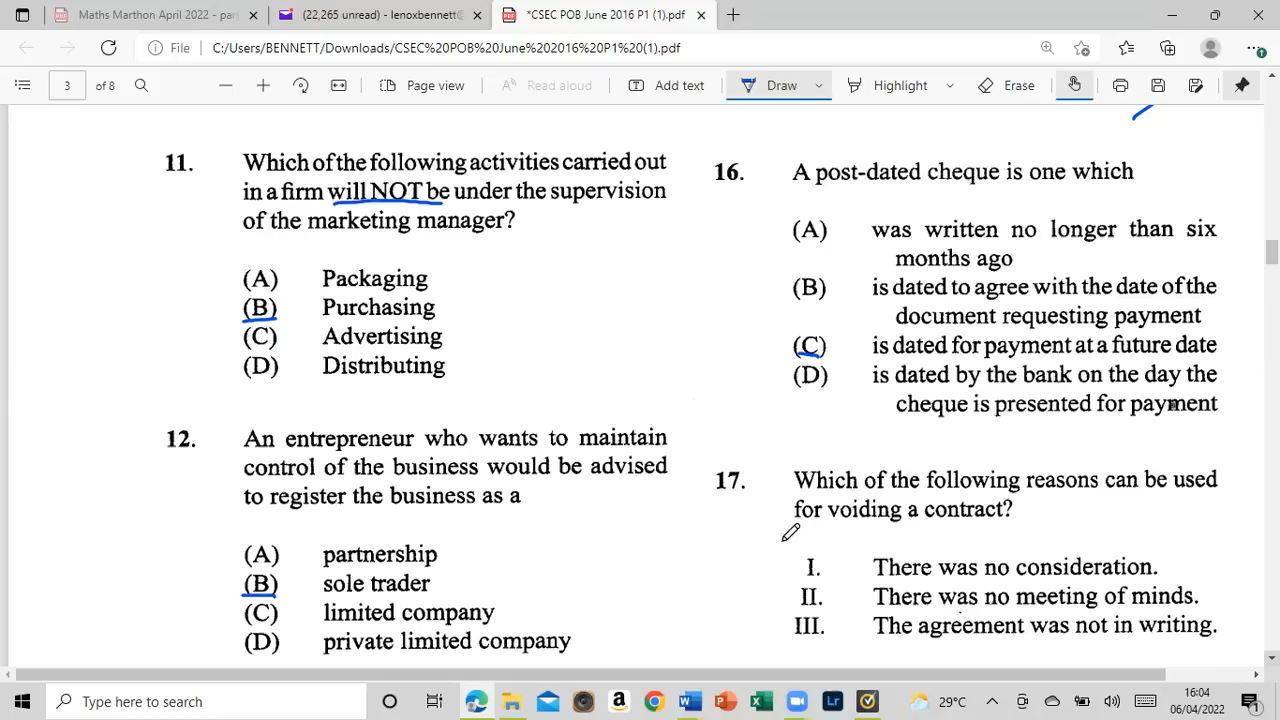 Maths Marthon April 2022 - par
(22,265 unread) - lenoxbennett@
*CSEC POB June 2016 P1 (1).pdf
File
C:/Users/BENNETT/Downloads/CSEC%20POB%20June%202016%20P1%20(1).pdf
3 of 8
Page view
Read aloud
Add text
Draw
Highlight
Erase
11. Which of the following activities carried out
in a firm will NOT be under the supervision
of the marketing manager?
(A) Packaging
(B) Purchasing
(C) Advertising
(D) Distributing
12. An entrepreneur who wants to maintain
control of the business would be advised
to register the business as a
(A) partnership
(B) sole trader
(C) limited company
(D) private limited company
16. A post-dated cheque is one which
(A) was written no longer than six
months ago
(B) is dated to agree with the date of the
document requesting payment
(C) is dated for payment at a future date
(D) is dated by the bank on the day the
cheque is presented for payment
17. Which of the following reasons can be used
for voiding a contract?
I. There was no consideration.
II. There was no meeting of minds.
III. The agreement was not in writing.
Type here to search
29°C
16:04
06/04/2022